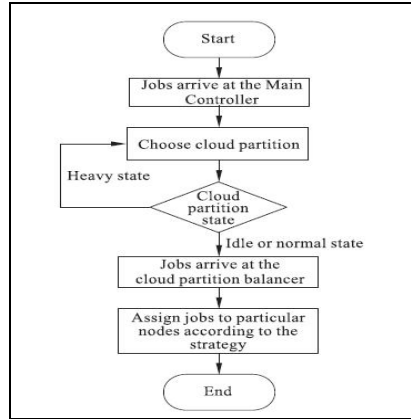 Start
Jobs arrive at the Main
Controller
Choose cloud partition
Heavy state
Cloud
partition
state
Idle or normal state
Jobs arrive at the
cloud partition balancer
Assign jobs to particular
nodes according to the
strategy
End